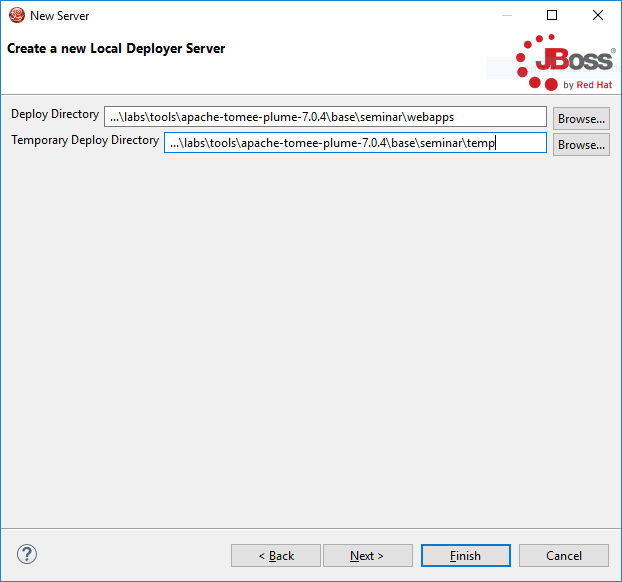 New Server
Create a new Local Deployer Server
JBoss®
by Red Hat
Deploy Directory ...\labs\tools\apache-tomee-plume-7.0.4\base\seminar\webapps Browse...
Temporary Deploy Directory ...\labs\tools\apache-tomee-plume-7.0.4\base\seminar\temp Browse...
? < Back Next > Finish Cancel